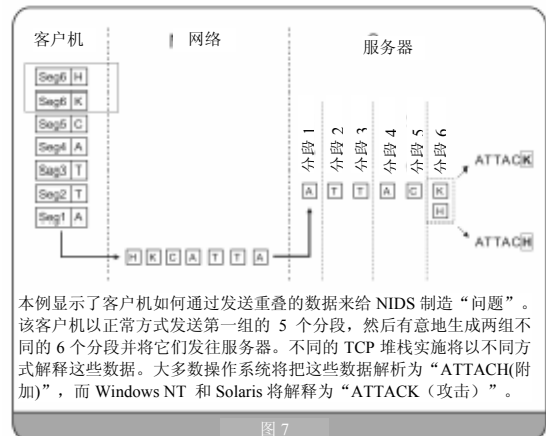 客户机
网络
服务器
Seg6 H
Seg6 K
Seg5 C
Seg4 A
Seg3 T
Seg2 T
Seg1 A
H K C A T T A
分段 1
分段 2
分段 3
分段 4
分段 5
分段 6
A T T A C K
H
ATTACK
ATTACH
本例显示了客户机如何通过发送重叠的数据来给 NIDS 制造“问题”。
该客户机以正常方式发送第一组的 5 个分段，然后有意地生成两组不
同的 6 个分段并将它们发往服务器。不同的 TCP 堆栈实施将以不同方
式解释这些数据。大多数操作系统将把这些数据解析为“ATTACH(附
加)”，而 Windows NT 和 Solaris 将解释为“ATTACK（攻击）”。
图 7